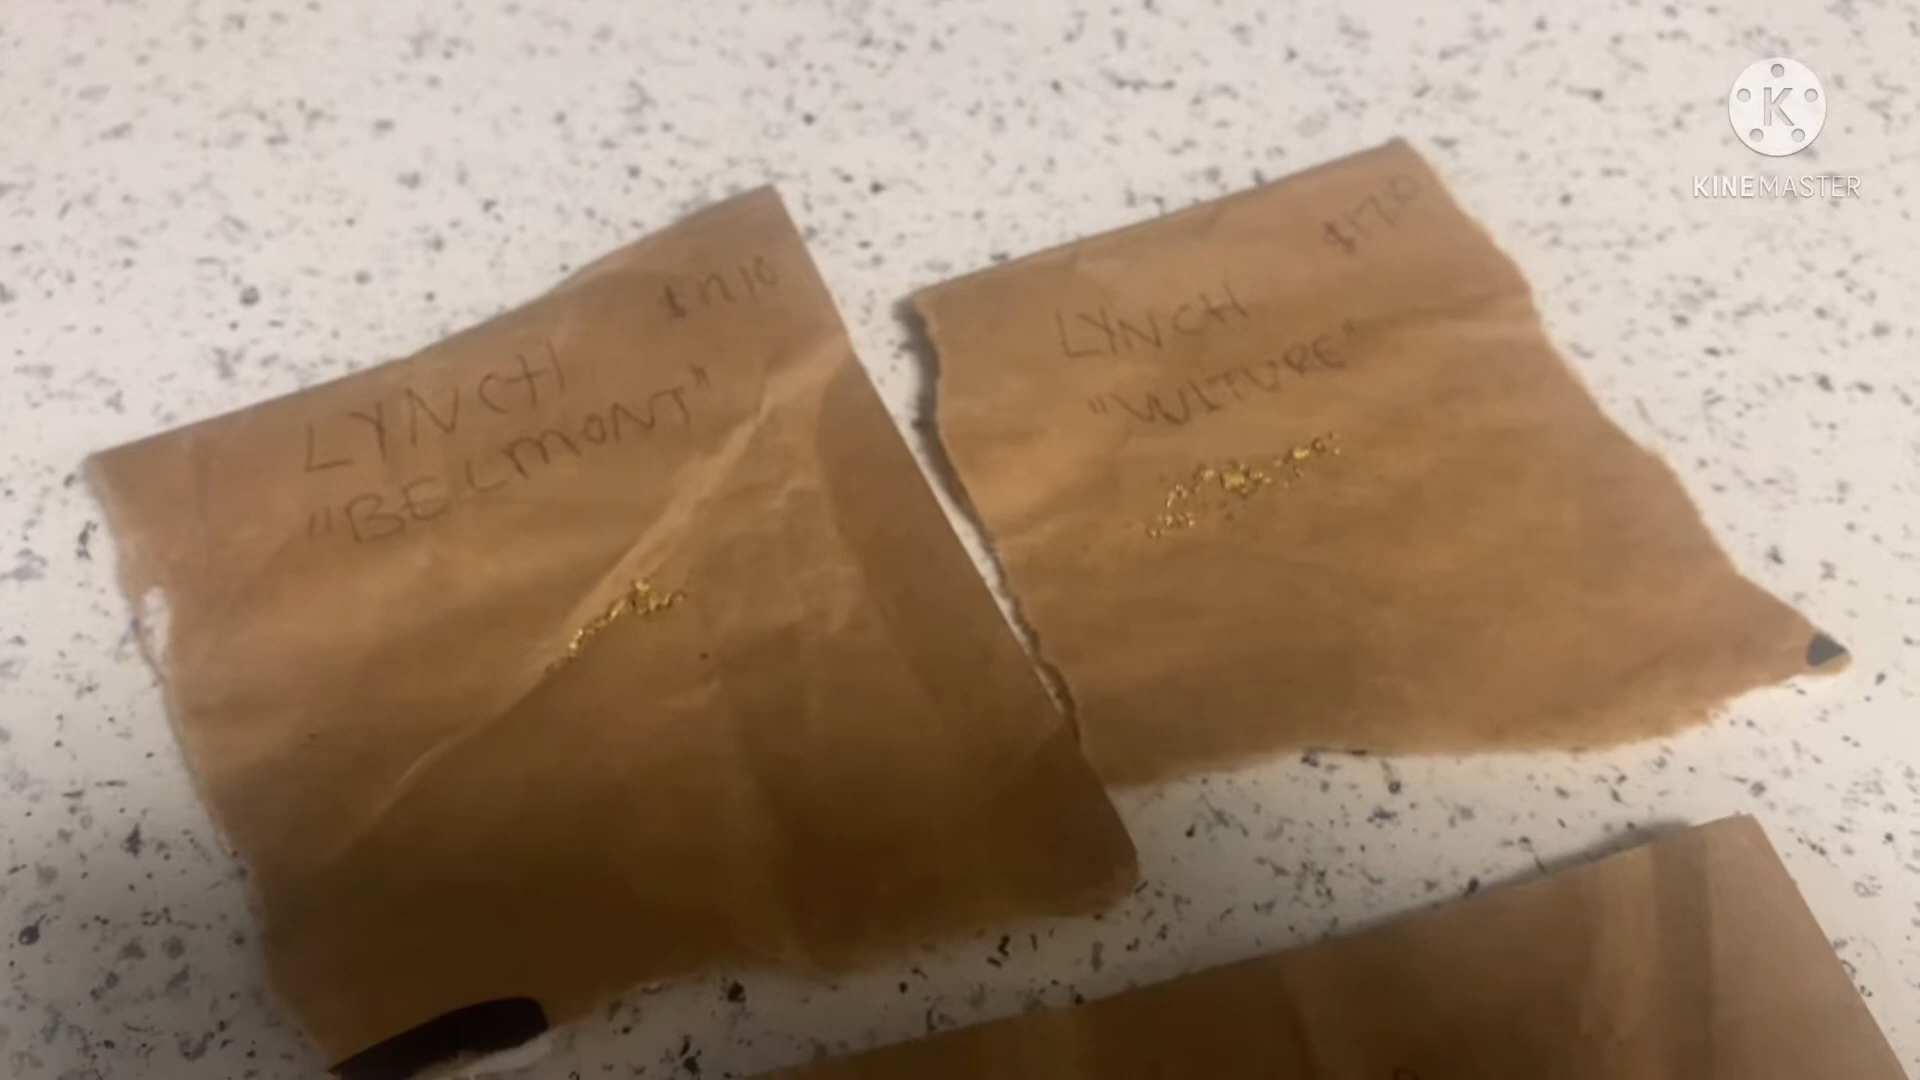 LYNCH
"BELMONT"
LYNCH
"VULTURE"
KINEMASTER